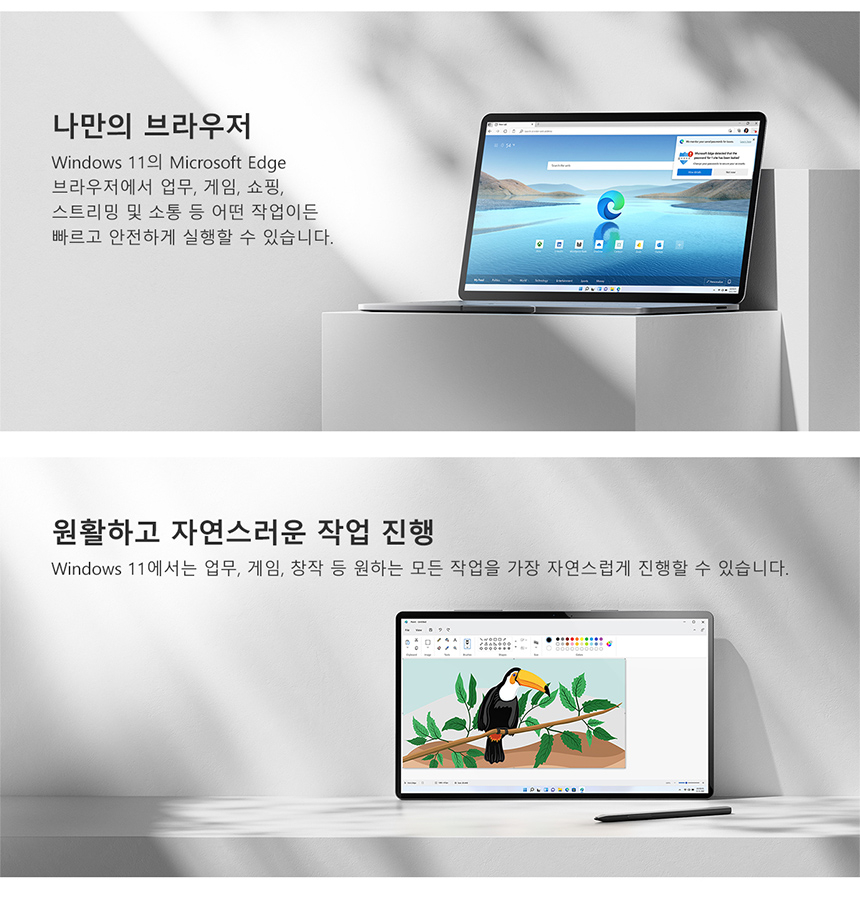 나만의 브라우저
Windows 11의 Microsoft Edge
브라우저에서 업무, 게임, 쇼핑,
스트리밍 및 소통 등 어떤 작업이든
빠르고 안전하게 실행할 수 있습니다.
원활하고 자연스러운 작업 진행
Windows 11에서는 업무, 게임, 창작 등 원하는 모든 작업을 가장 자연스럽게 진행할 수 있습니다.